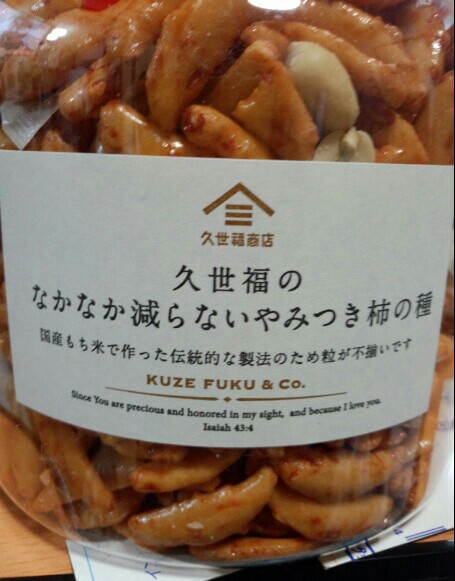 久世福商店
久世福の
なかなか減らないやみつき柿の種
国産もち米で作った伝統的な製法のため粒が不揃いです
KUZE FUKU & Co.
Since You are precious and honored in my sight, and because I love you.
Isaiah 43:4